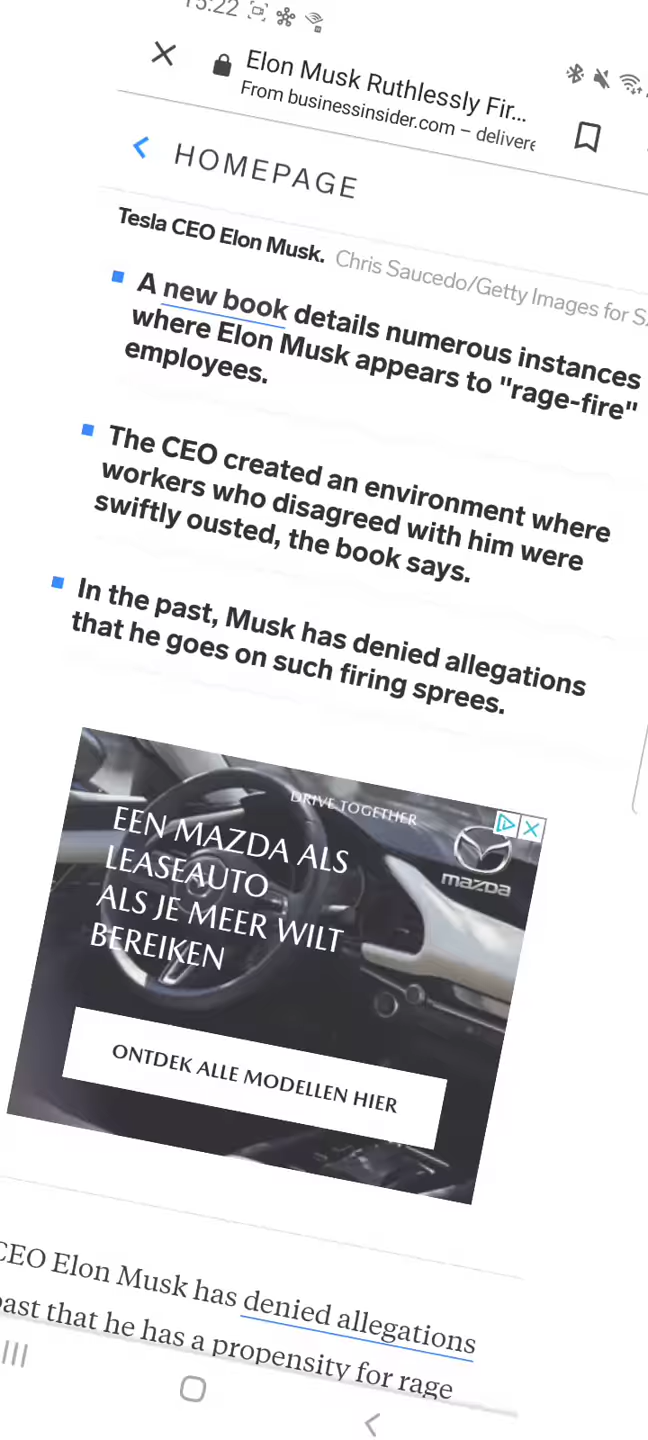 15:22
Elon Musk Ruthlessly Fir...
From businessinsider.com – delivere
HOMEPAGE
Tesla CEO Elon Musk. Chris Saucedo/Getty Images for S
A new book details numerous instances
where Elon Musk appears to "rage-fire"
employees.
The CEO created an environment where
workers who disagreed with him were
swiftly ousted, the book says.
In the past, Musk has denied allegations
that he goes on such firing sprees.
DRIVE TOGETHER
mazda
EEN MAZDA ALS
LEASEAUTO
ALS JE MEER WILT
BEREIKEN
ONTDEK ALLE MODELLEN HIER
CEO Elon Musk has denied allegations
past that he has a propensity for rage